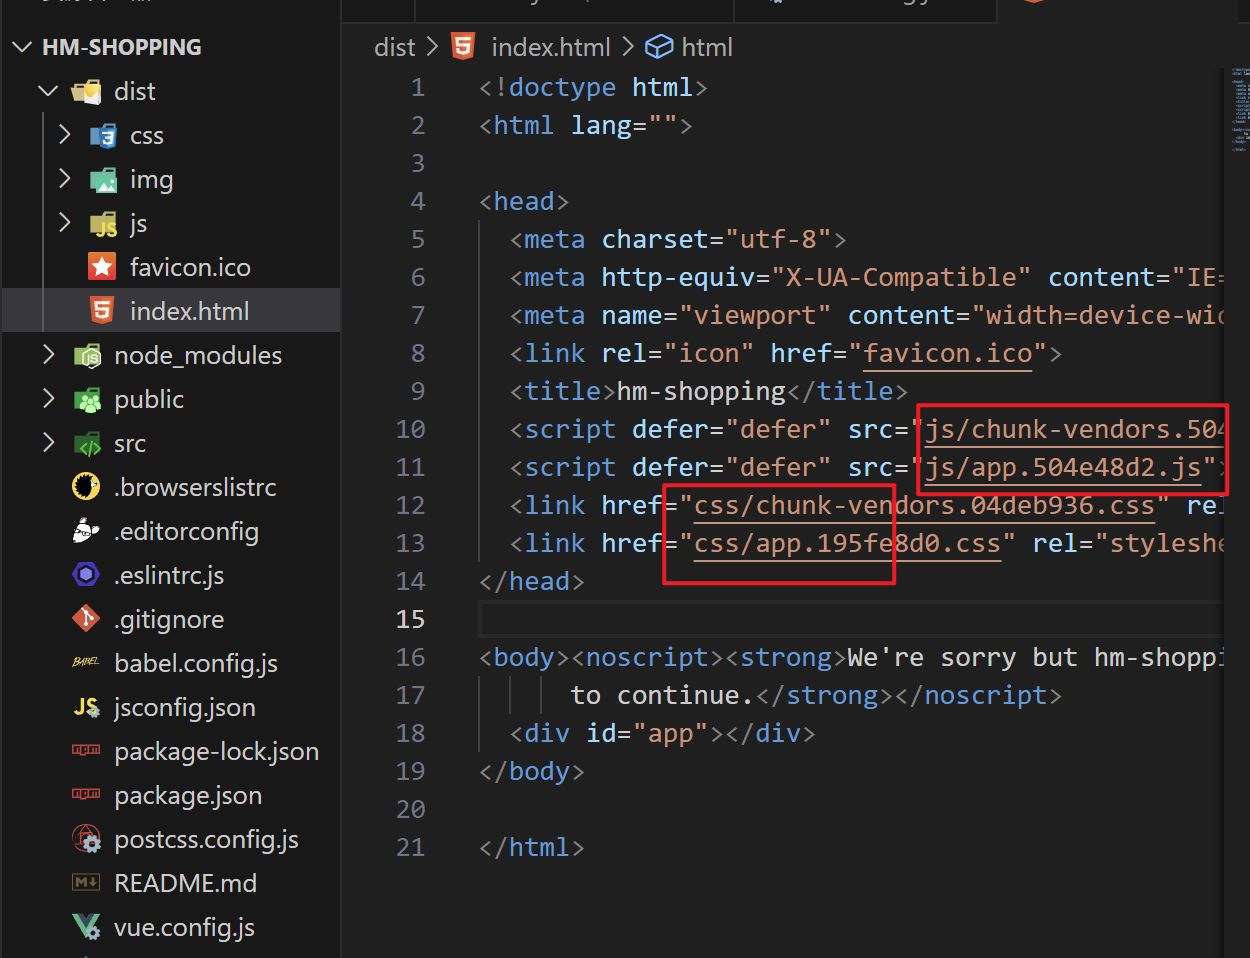 HM-SHOPPING
dist
css
img
js
favicon.ico
index.html
node_modules
public
src
.browserslistrc
.editorconfig
.eslintrc.js
.gitignore
babel.config.js
jsconfig.json
package-lock.json
package.json
postcss.config.js
README.md
vue.config.js
dist > index.html > html
1 <!doctype html>
2 <html lang="">
3
4 <head>
5 <meta charset="utf-8">
6 <meta http-equiv="X-UA-Compatible" content="IE=
7 <meta name="viewport" content="width=device-wid
8 <link rel="icon" href="favicon.ico">
9 <title>hm-shopping</title>
10 <script defer="defer" src="js/chunk-vendors.504
11 <script defer="defer" src="js/app.504e48d2.js">
12 <link href="css/chunk-vendors.04deb936.css" rel
13 <link href="css/app.195fe8d0.css" rel="styleshe
14 </head>
15
16 <body><noscript><strong>We're sorry but hm-shoppi
17 to continue.</strong></noscript>
18 <div id="app"></div>
19 </body>
20
21 </html>